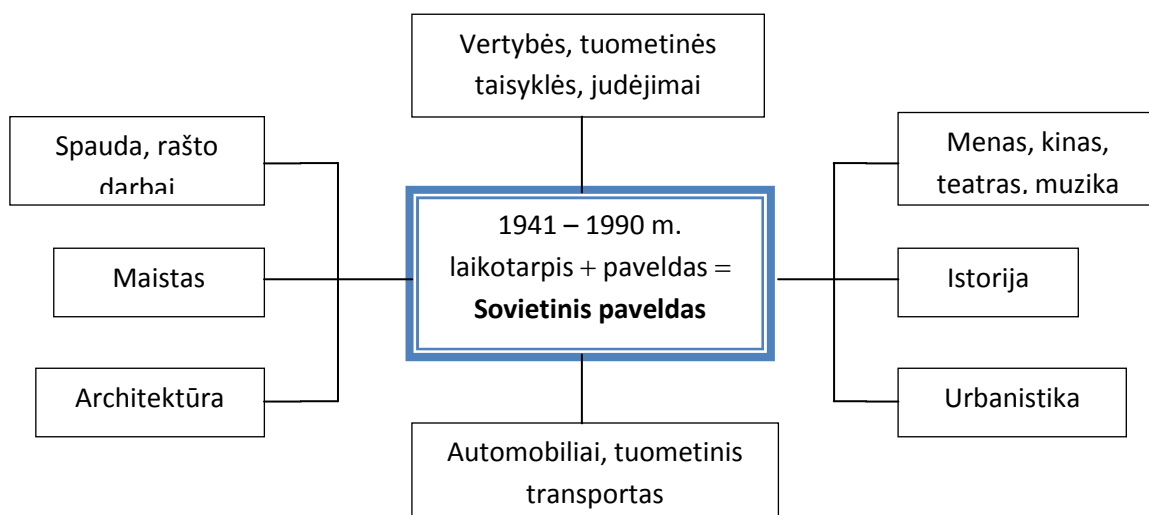 Vertybės, tuometinės
taisyklės, judėjimai
Spauda, rašto
darbai
Menas, kinas,
teatras, muzika
1941 – 1990 m.
laikotarpis + paveldas =
Sovietinis paveldas
Maistas
Istorija
Architektūra
Urbanistika
Automobiliai, tuometinis
transportas